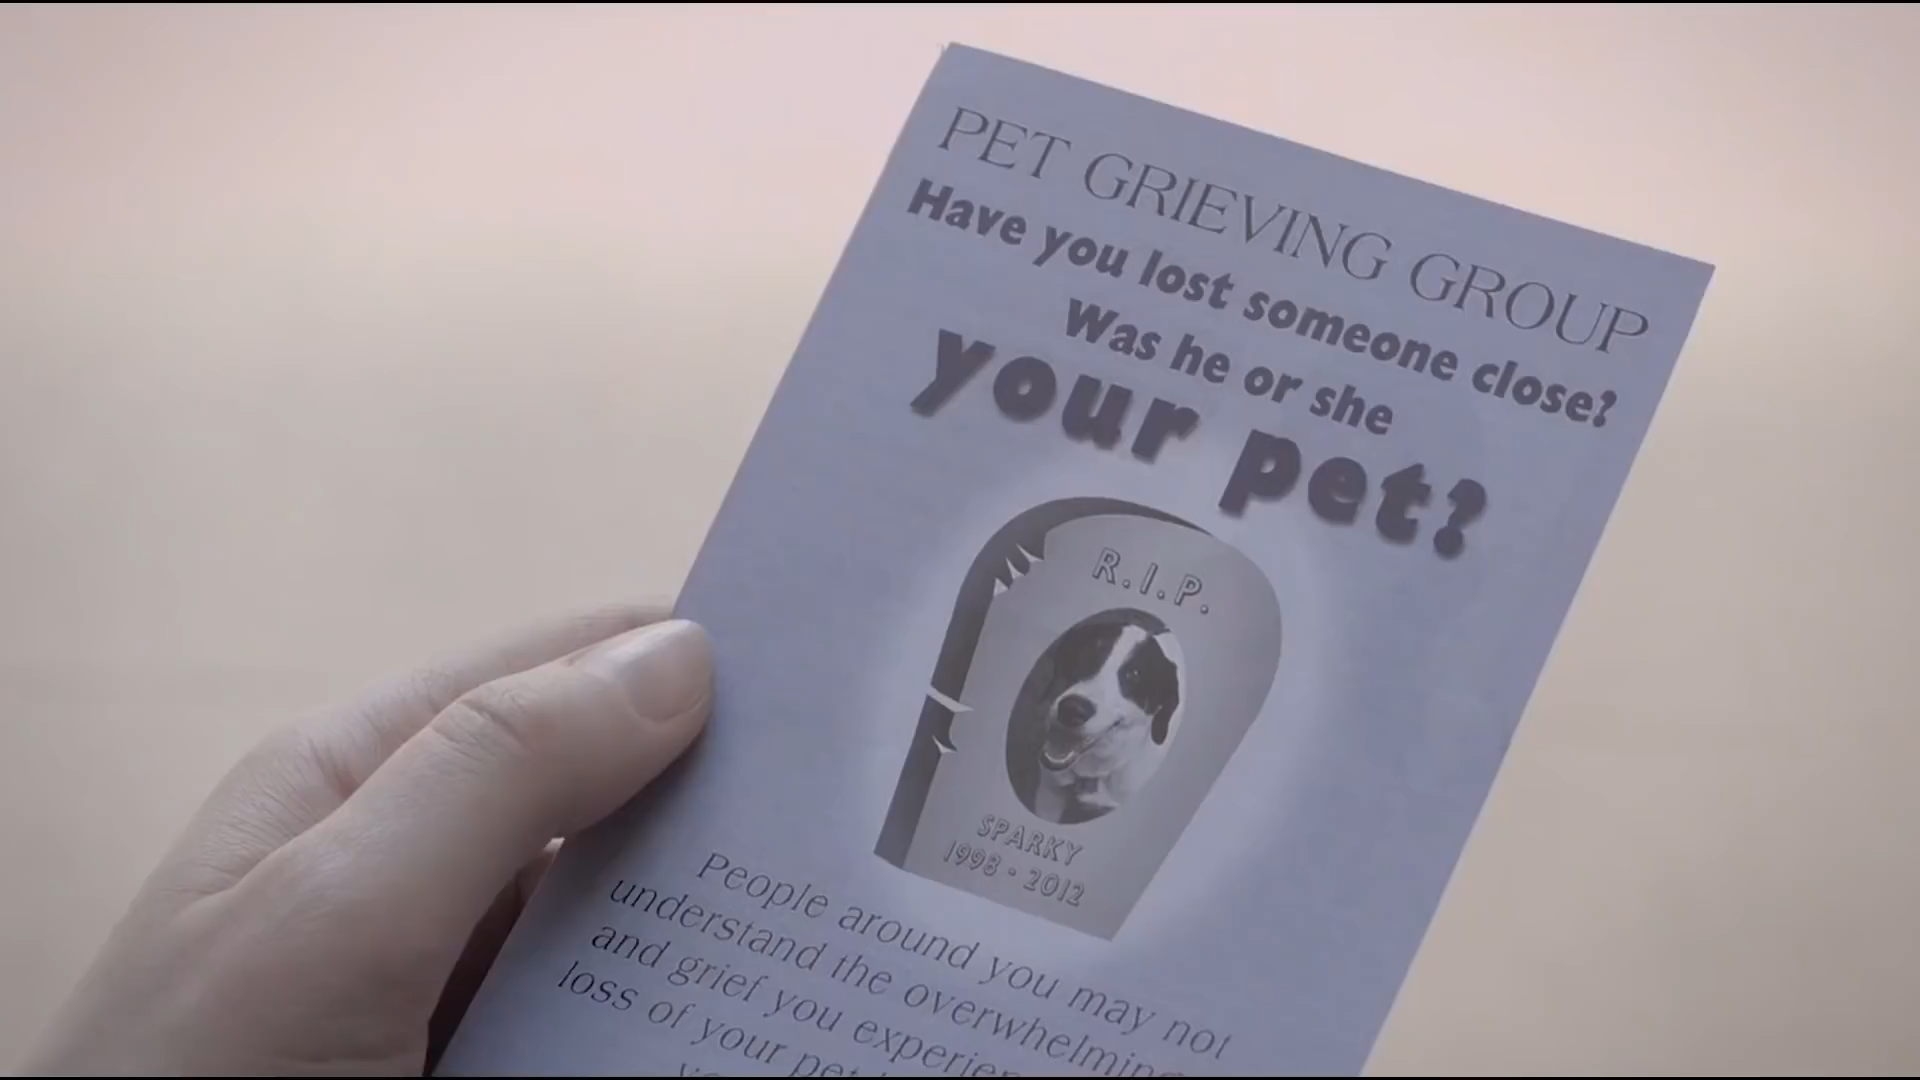 PET GRIEVING GROUP
Have you lost someone close?
Was he or she
your pet?
R.I.P.
SPARKY
1998 • 2012
People around you may not
understand the overwhelming
and grief you
loss of your pet